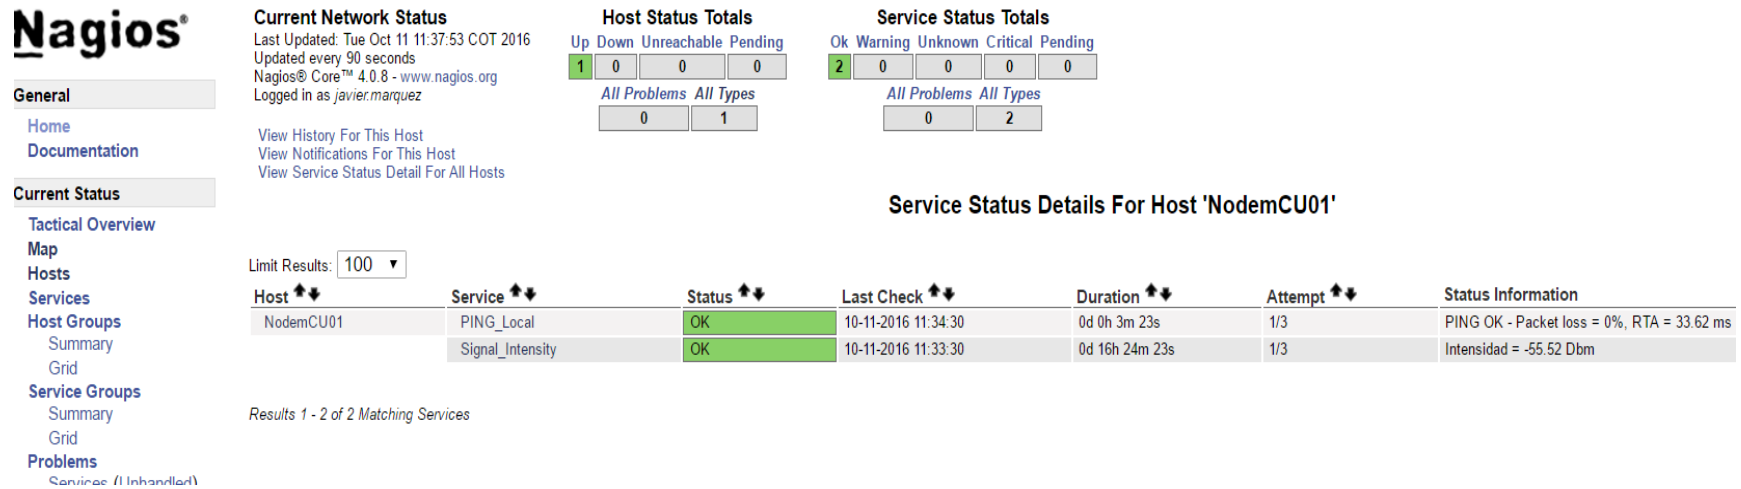 Nagios®
General
Home
Documentation
Current Status
Tactical Overview
Map
Hosts
Services
Host Groups
Summary
Grid
Service Groups
Summary
Grid
Problems
Services (Unhandled)
Current Network Status
Last Updated: Tue Oct 11 11:37:53 COT 2016
Updated every 90 seconds
Nagios® Core™ 4.0.8 - www.nagios.org
Logged in as javier.marquez
View History For This Host
View Notifications For This Host
View Service Status Detail For All Hosts
Host Status Totals
Up Down Unreachable Pending
1 0 0 0
All Problems All Types
0 1
Service Status Totals
Ok Warning Unknown Critical Pending
2 0 0 0 0
All Problems All Types
0 2
Service Status Details For Host 'NodemCU01'
Limit Results: 100
Host Service Status Last Check Duration Attempt Status Information
NodemCU01 PING_Local OK 10-11-2016 11:34:30 0d 0h 3m 23s 1/3 PING OK - Packet loss = 0%, RTA = 33.62 ms
Signal_Intensity OK 10-11-2016 11:33:30 0d 16h 24m 23s 1/3 Intensidad = -55.52 Dbm
Results 1 - 2 of 2 Matching Services